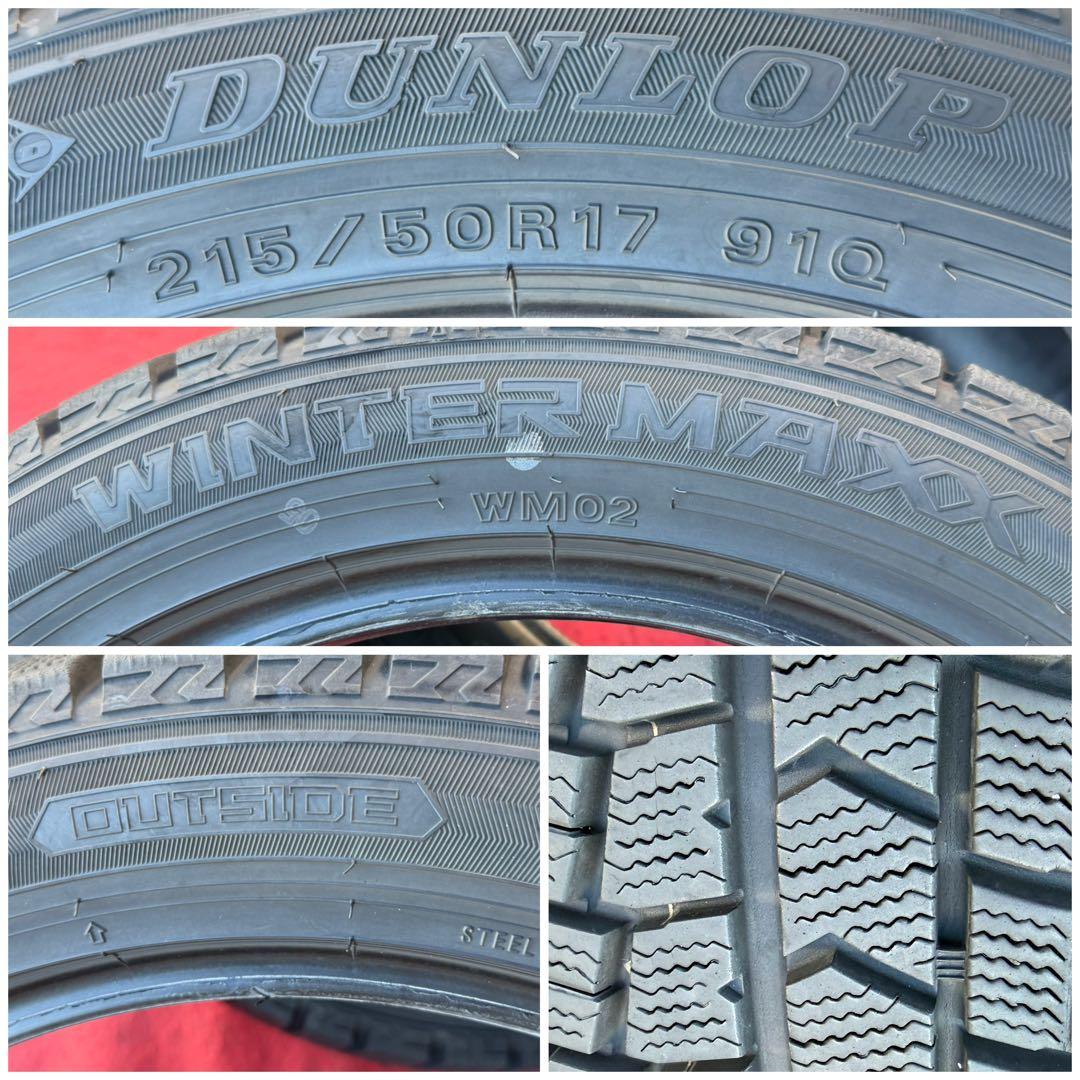 DUNLOP
215/50R17 91Q
WINTER MAXX
WM02
OUTSIDE
STEEL